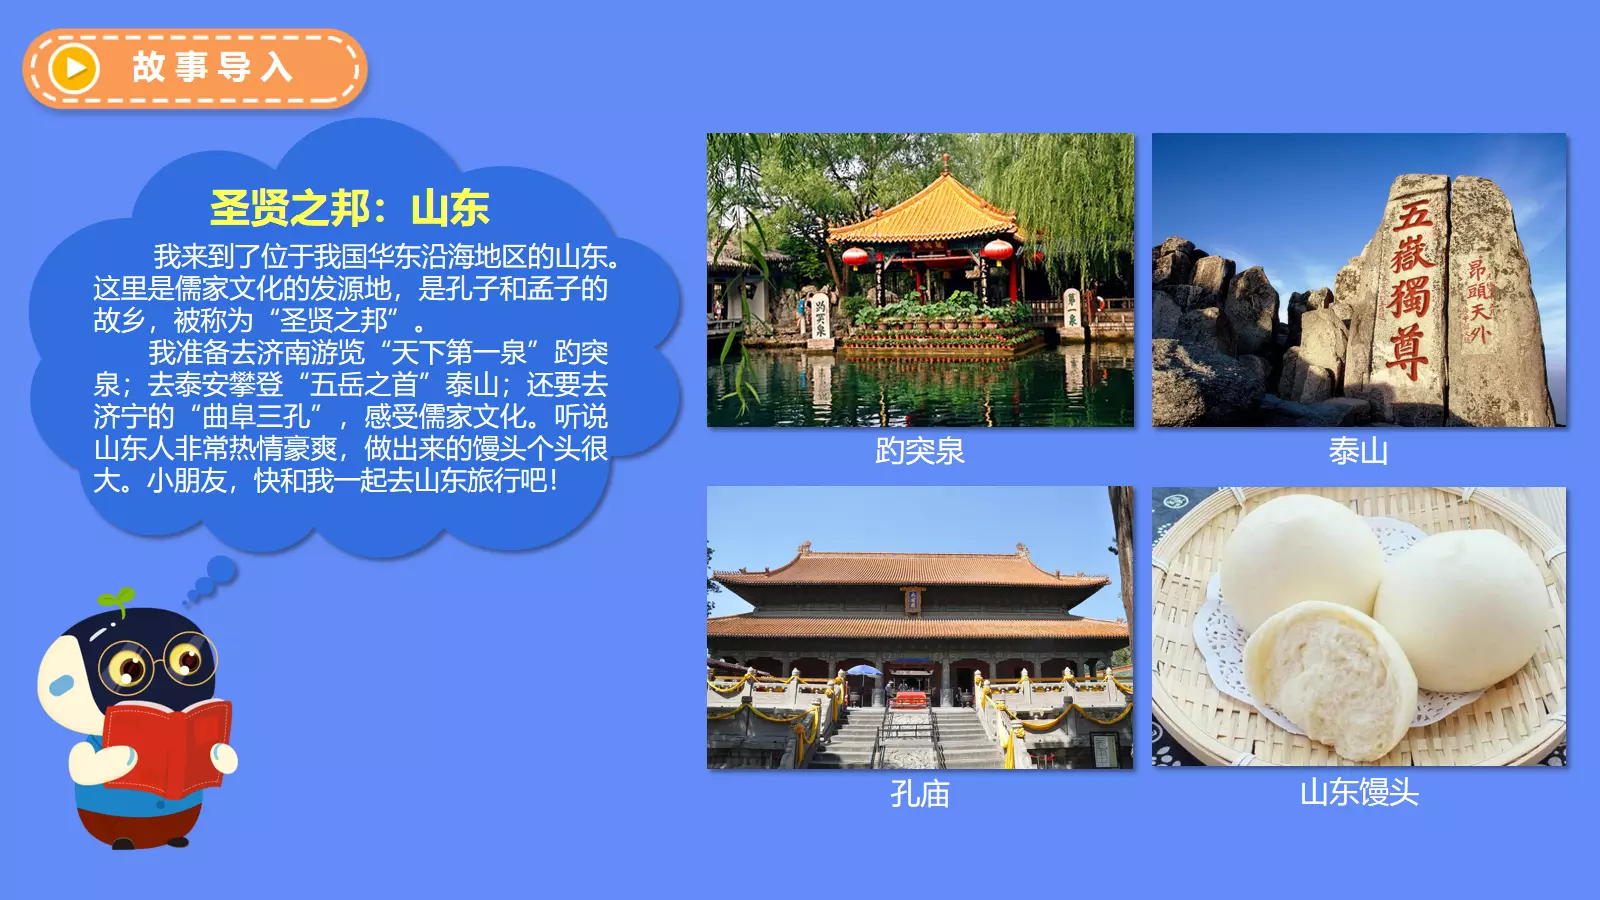 故事导入
圣贤之邦：山东
我来到了位于我国华东沿海地区的山东。
这里是儒家文化的发源地，是孔子和孟子的
故乡，被称为“圣贤之邦”。
我准备去济南游览“天下第一泉”趵突
泉；去泰安攀登“五岳之首”泰山；还要去
济宁的“曲阜三孔”，感受儒家文化。听说
山东人非常热情豪爽，做出来的馒头个头很
大。小朋友，快和我一起去山东旅行吧！
趵突泉
第一泉
趵突泉
五嶽獨尊
昂頭天外
泰山
孔庙
山东馒头